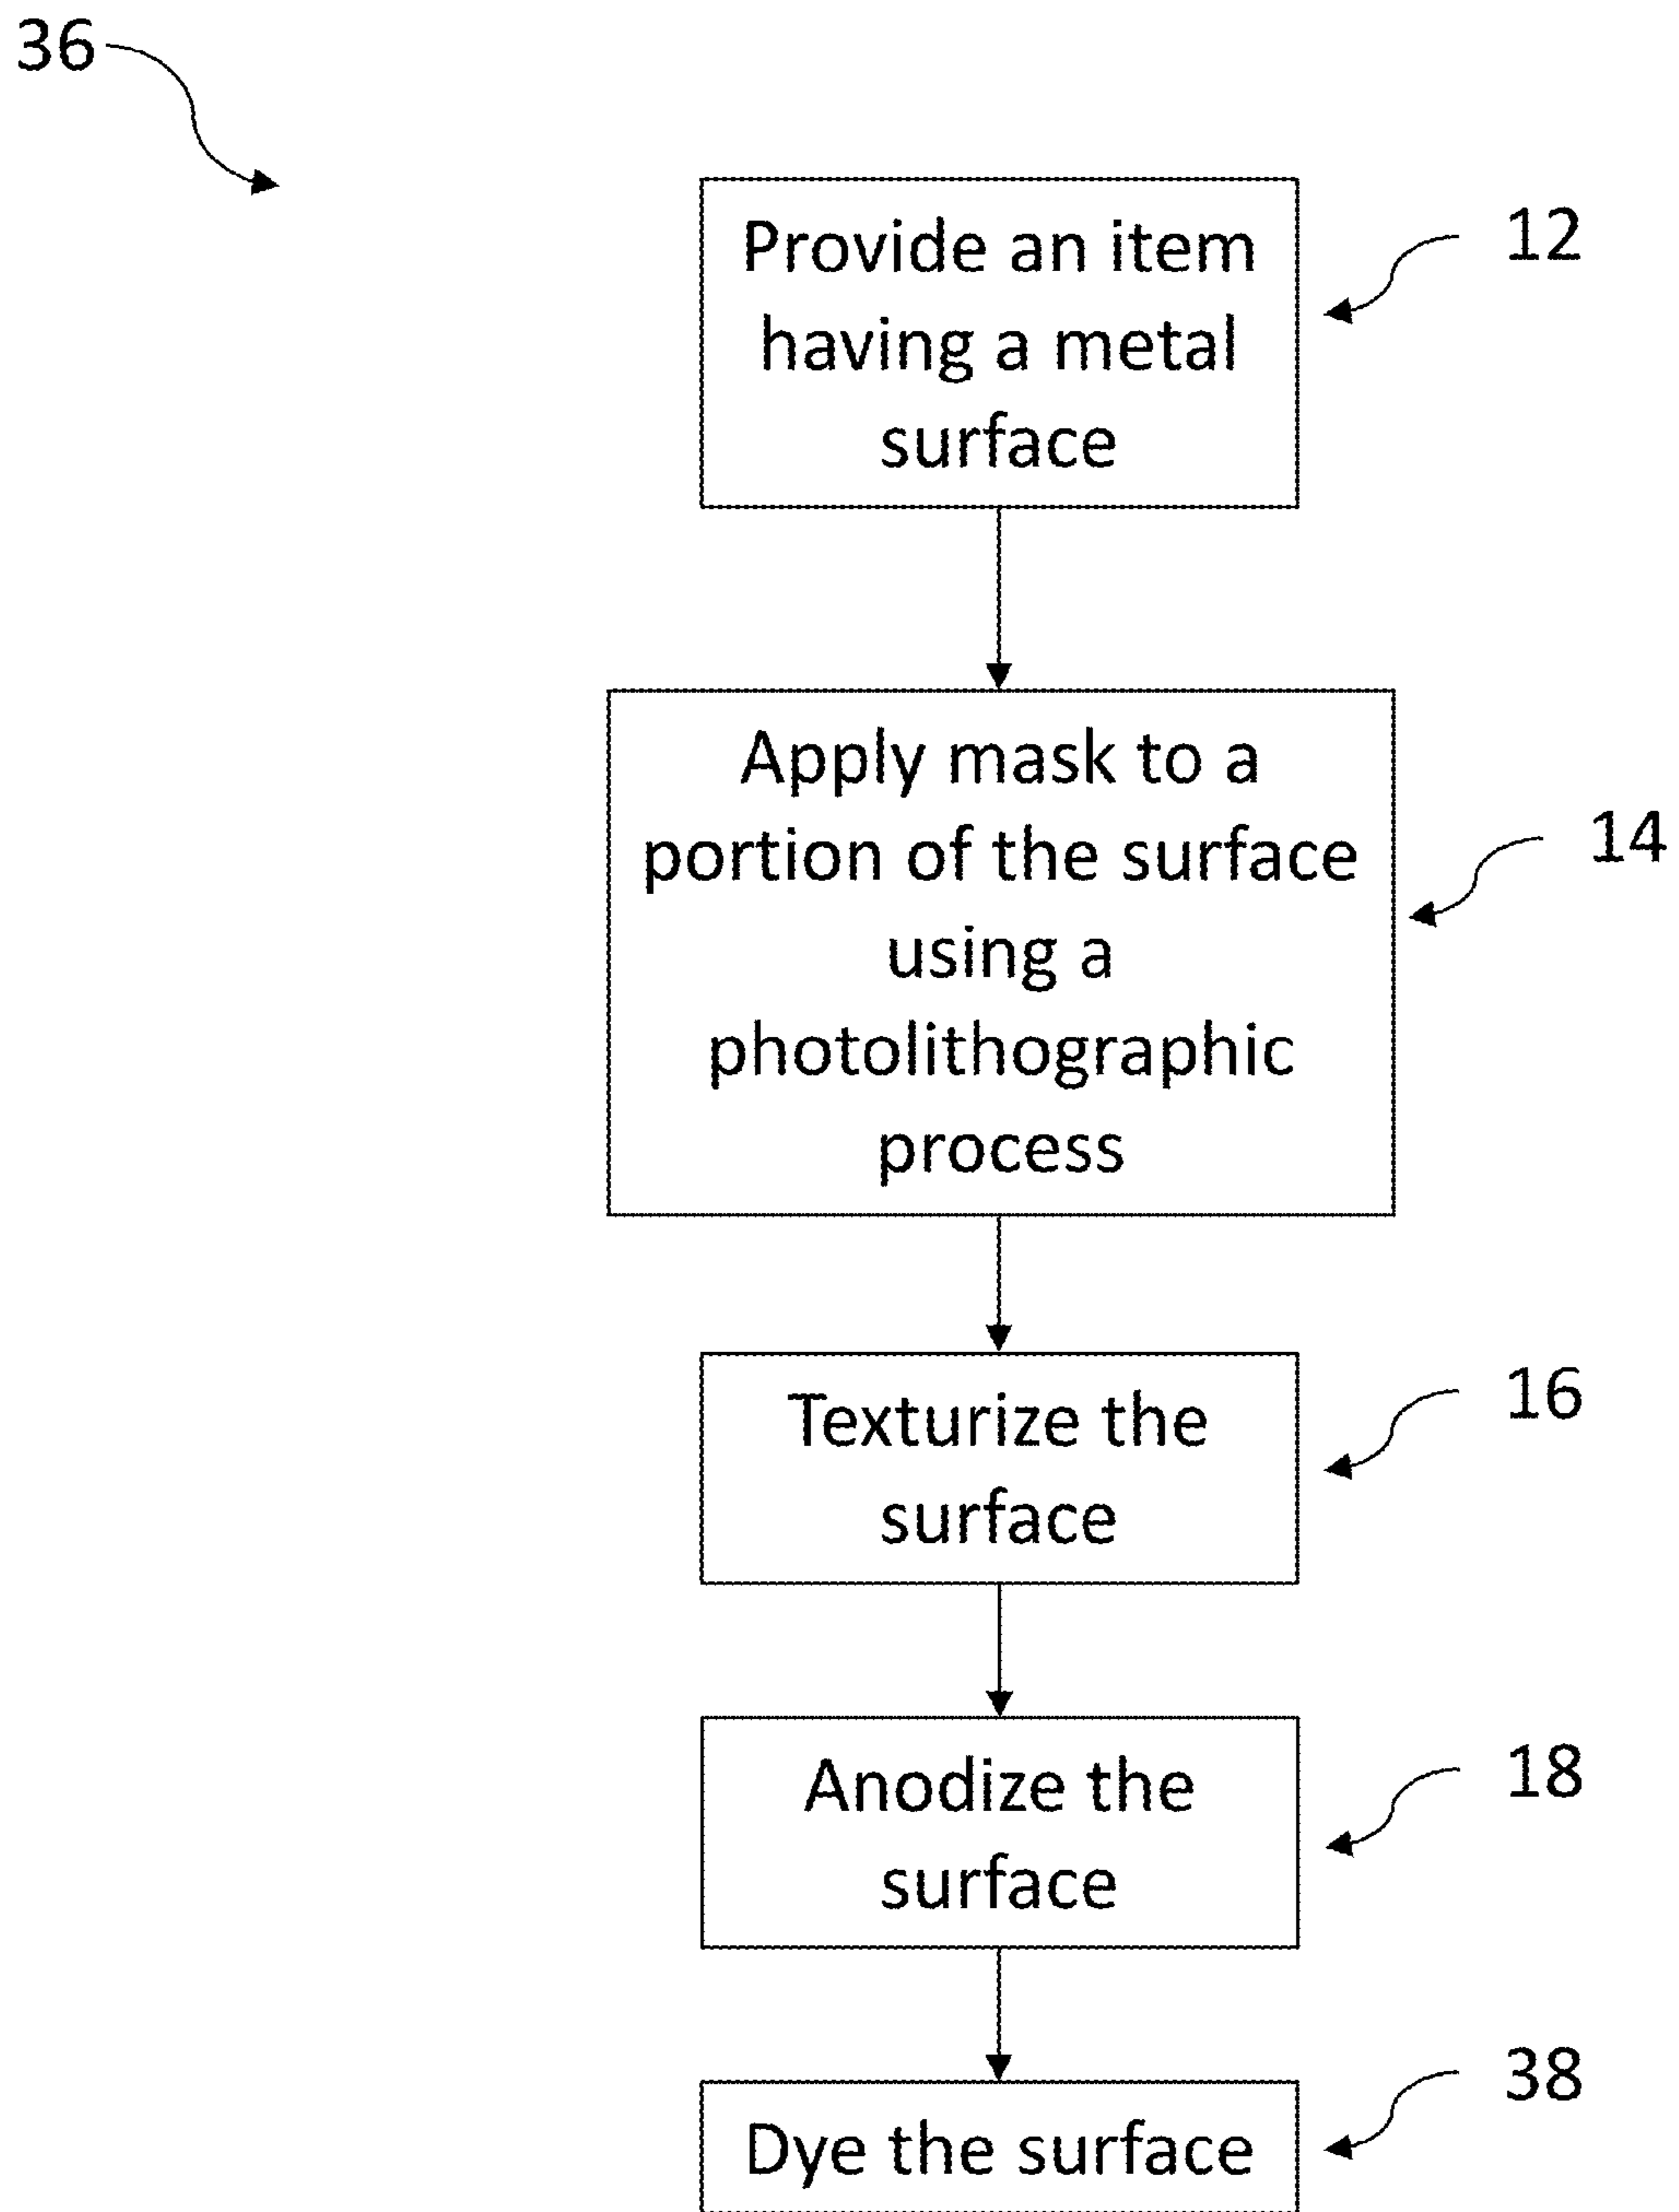 36
Provide an item
having a metal
surface
12
Apply mask to a
portion of the surface
using a
photolithographic
process
14
Texturize the
surface
16
Anodize the
surface
18
Dye the surface
38